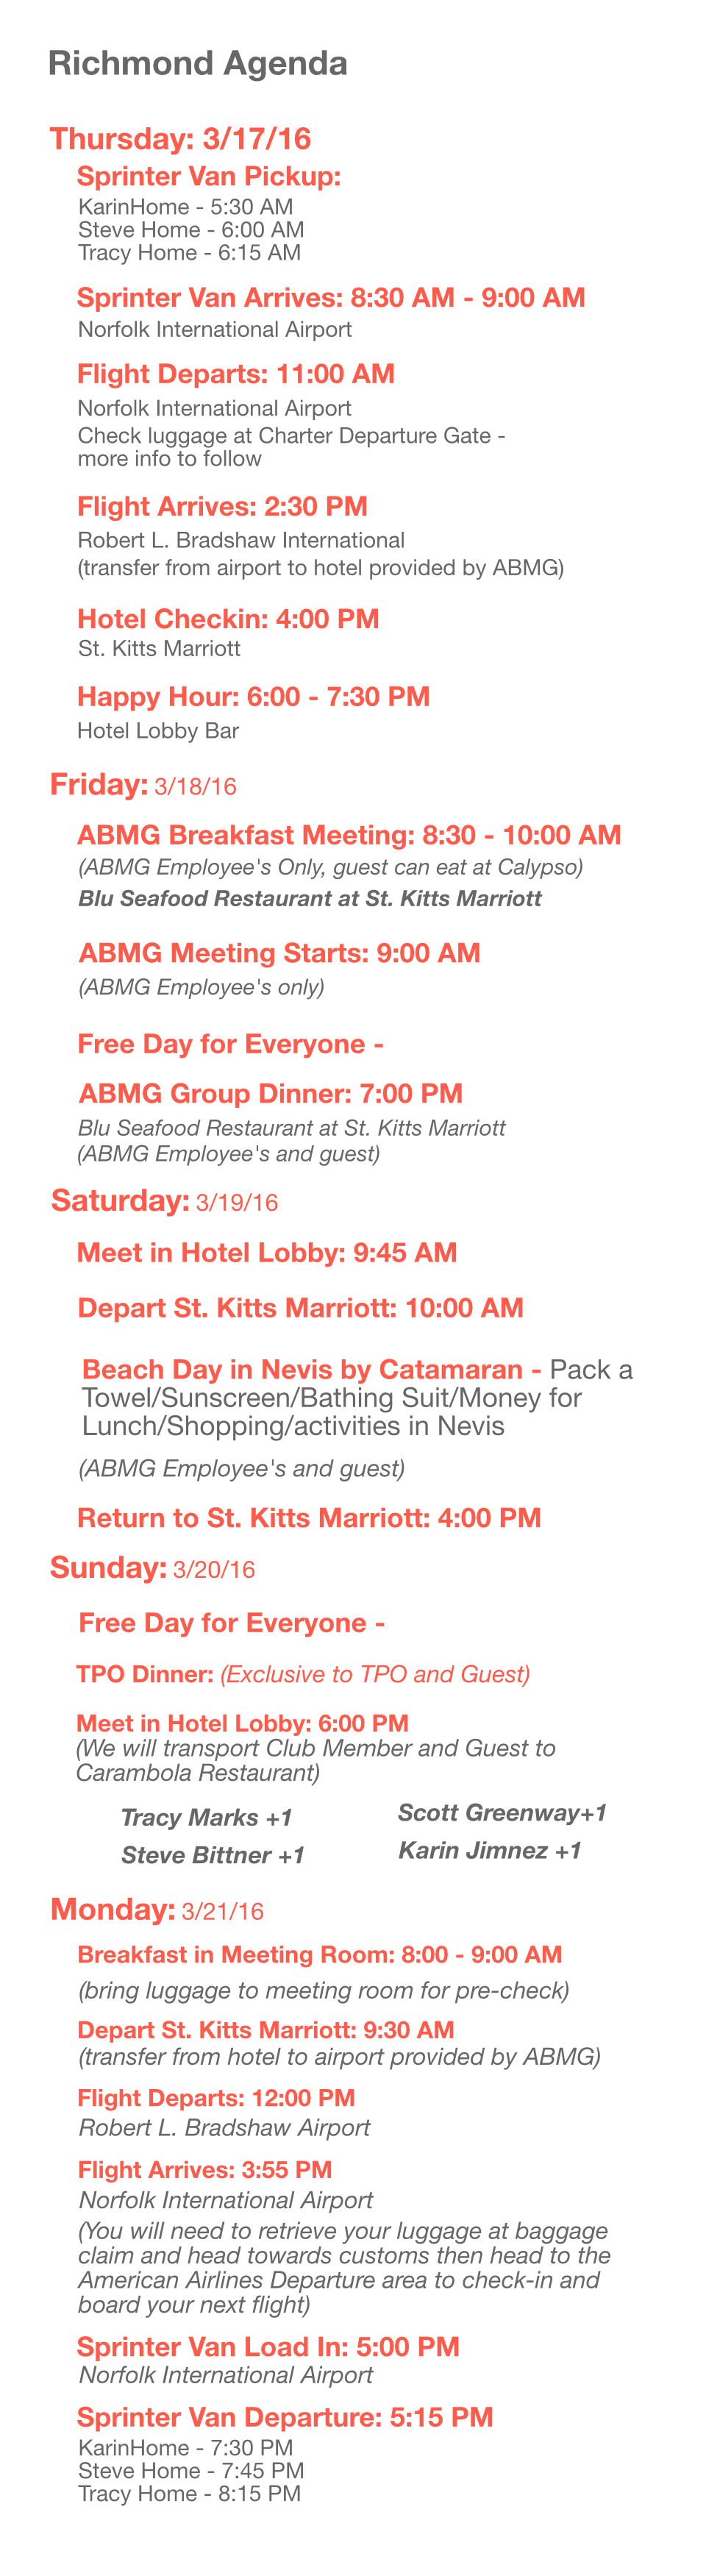 Richmond Agenda
Thursday: 3/17/16
Sprinter Van Pickup:
KarinHome - 5:30 AM
Steve Home - 6:00 AM
Tracy Home - 6:15 AM
Sprinter Van Arrives: 8:30 AM - 9:00 AM
Norfolk International Airport
Flight Departs: 11:00 AM
Norfolk International Airport
Check luggage at Charter Departure Gate -
more info to follow
Flight Arrives: 2:30 PM
Robert L. Bradshaw International
(transfer from airport to hotel provided by ABMG)
Hotel Checkin: 4:00 PM
St. Kitts Marriott
Happy Hour: 6:00 - 7:30 PM
Hotel Lobby Bar
Friday: 3/18/16
ABMG Breakfast Meeting: 8:30 - 10:00 AM
(ABMG Employee's Only, guest can eat at Calypso)
Blu Seafood Restaurant at St. Kitts Marriott
ABMG Meeting Starts: 9:00 AM
(ABMG Employee's only)
Free Day for Everyone -
ABMG Group Dinner: 7:00 PM
Blu Seafood Restaurant at St. Kitts Marriott
(ABMG Employee's and guest)
Saturday: 3/19/16
Meet in Hotel Lobby: 9:45 AM
Depart St. Kitts Marriott: 10:00 AM
Beach Day in Nevis by Catamaran - Pack a
Towel/Sunscreen/Bathing Suit/Money for
Lunch/Shopping/activities in Nevis
(ABMG Employee's and guest)
Return to St. Kitts Marriott: 4:00 PM
Sunday: 3/20/16
Free Day for Everyone -
TPO Dinner: (Exclusive to TPO and Guest)
Meet in Hotel Lobby: 6:00 PM
(We will transport Club Member and Guest to
Carambola Restaurant)
Tracy Marks +1
Steve Bittner +1
Scott Greenway+1
Karin Jimnez +1
Monday: 3/21/16
Breakfast in Meeting Room: 8:00 - 9:00 AM
(bring luggage to meeting room for pre-check)
Depart St. Kitts Marriott: 9:30 AM
(transfer from hotel to airport provided by ABMG)
Flight Departs: 12:00 PM
Robert L. Bradshaw Airport
Flight Arrives: 3:55 PM
Norfolk International Airport
(You will need to retrieve your luggage at baggage
claim and head towards customs then head to the
American Airlines Departure area to check-in and
board your next flight)
Sprinter Van Load In: 5:00 PM
Norfolk International Airport
Sprinter Van Departure: 5:15 PM
KarinHome - 7:30 PM
Steve Home - 7:45 PM
Tracy Home - 8:15 PM